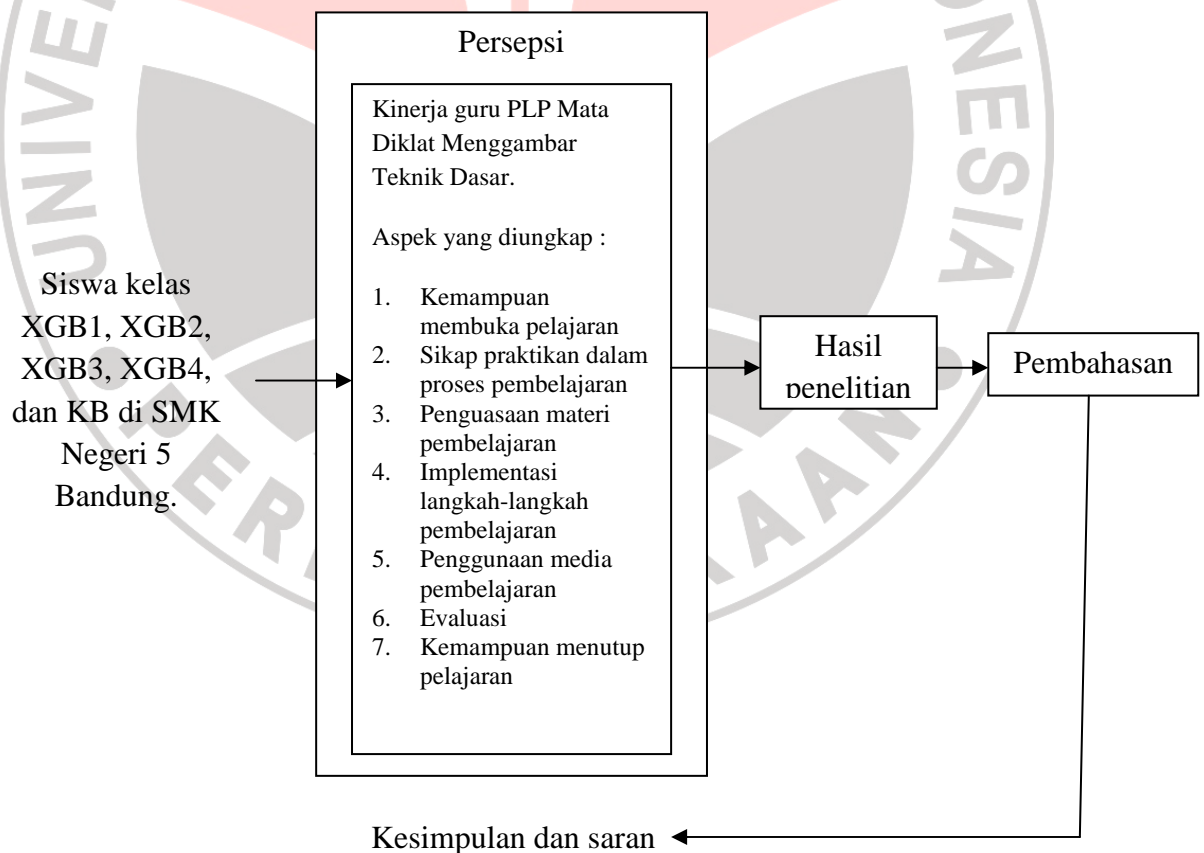 Persepsi
Kinerja guru PLP Mata
Diklat Menggambar
Teknik Dasar.
Aspek yang diungkap :
1. Kemampuan
membuka pelajaran
2. Sikap praktikan dalam
proses pembelajaran
3. Penguasaan materi
pembelajaran
4. Implementasi
langkah-langkah
pembelajaran
5. Penggunaan media
pembelajaran
6. Evaluasi
7. Kemampuan menutup
pelajaran
Siswa kelas
XGB1, XGB2,
XGB3, XGB4,
dan KB di SMK
Negeri 5
Bandung.
Hasil
penelitian
Pembahasan
Kesimpulan dan saran